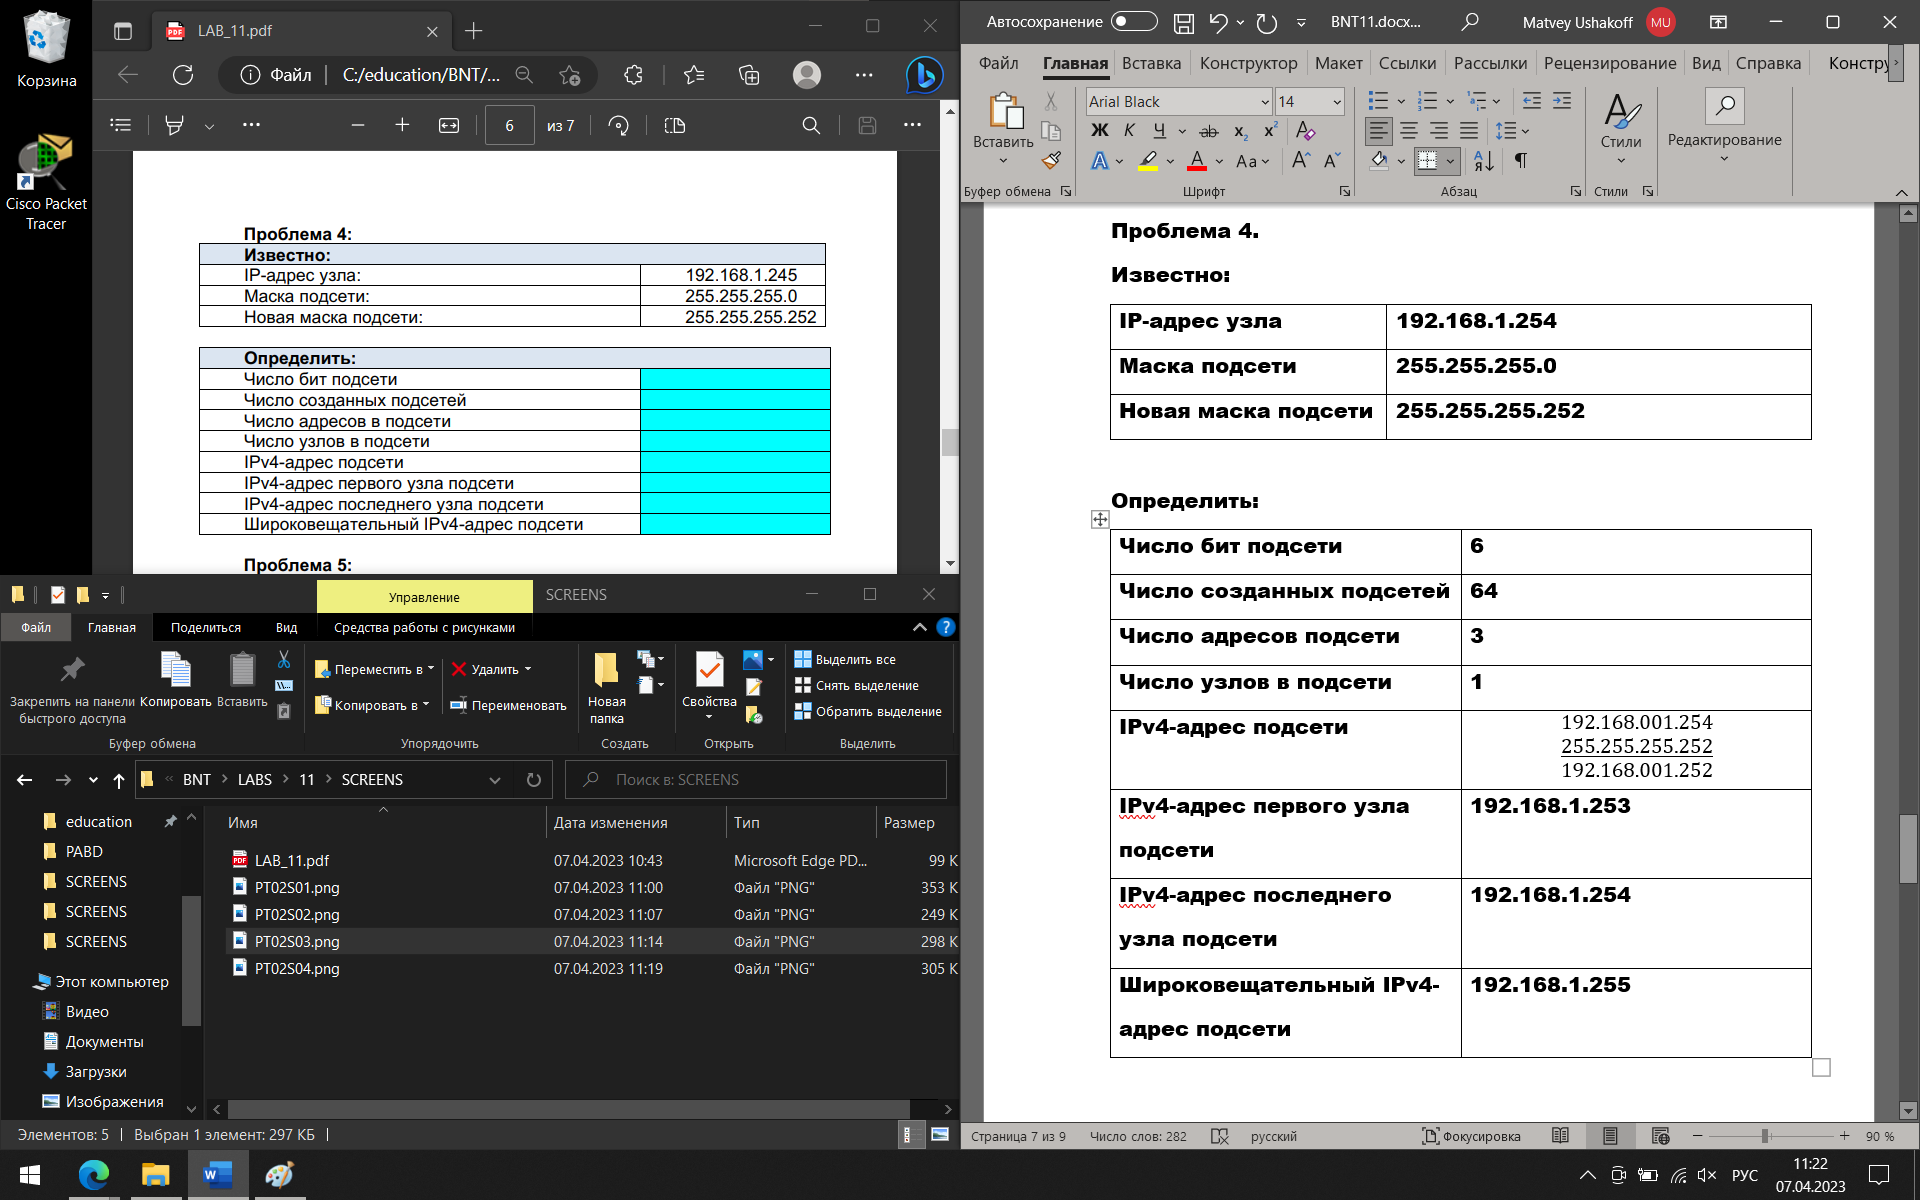 Корзина
Cisco Packet
Tracer
LAB_11.pdf
Файл
C:/education/BNT/...
6
из 7
Проблема 4:
Известно:
IP-адрес узла: 192.168.1.245
Маска подсети: 255.255.255.0
Новая маска подсети: 255.255.255.252
Определить:
Число бит подсети
Число созданных подсетей
Число адресов в подсети
Число узлов в подсети
IPv4-адрес подсети
IPv4-адрес первого узла подсети
IPv4-адрес последнего узла подсети
Широковещательный IPv4-адрес подсети
Проблема 5:
Автосохранение
BNT11.docx...
Matvey Ushakoff
MU
Файл Главная Вставка Конструктор Макет Ссылки Рассылки Рецензирование Вид Справка Констру
Вставить
Arial Black
14
Ж К Ч ab x₂ x²
А А Aa A A
Стили
Редактирование
Буфер обмена Шрифт Абзац Стили
Проблема 4.
Известно:
IP-адрес узла 192.168.1.254
Маска подсети 255.255.255.0
Новая маска подсети 255.255.255.252
Определить:
Число бит подсети 6
Число созданных подсетей 64
Число адресов подсети 3
Число узлов в подсети 1
IPv4-адрес подсети
192.168.001.254
255.255.255.252
192.168.001.252
IPv4-адрес первого узла 192.168.1.253
подсети
IPv4-адрес последнего 192.168.1.254
узла подсети
Широковещательный IPv4- 192.168.1.255
адрес подсети
Страница 7 из 9 Число слов: 282 русский Фокусировка 90 %
Управление
SCREENS
Файл Главная Поделиться Вид Средства работы с рисунками
Закрепить на панели
быстрого доступа
Копировать
Вставить
Переместить в
Копировать в
Удалить
Переименовать
Новая
папка
Свойства
Выделить все
Снять выделение
Обратить выделение
Буфер обмена Упорядочить Создать Открыть Выделить
BNT LABS 11 SCREENS
Поиск в: SCREENS
education
PABD
SCREENS
SCREENS
SCREENS
Этот компьютер
Видео
Документы
Загрузки
Изображения
Имя Дата изменения Тип Размер
LAB_11.pdf 07.04.2023 10:43 Microsoft Edge PD... 99 К
PT02S01.png 07.04.2023 11:00 Файл "PNG" 353 К
PT02S02.png 07.04.2023 11:07 Файл "PNG" 249 К
PT02S03.png 07.04.2023 11:14 Файл "PNG" 298 К
PT02S04.png 07.04.2023 11:19 Файл "PNG" 305 К
Элементов: 5 Выбран 1 элемент: 297 КБ
РУС
11:22
07.04.2023